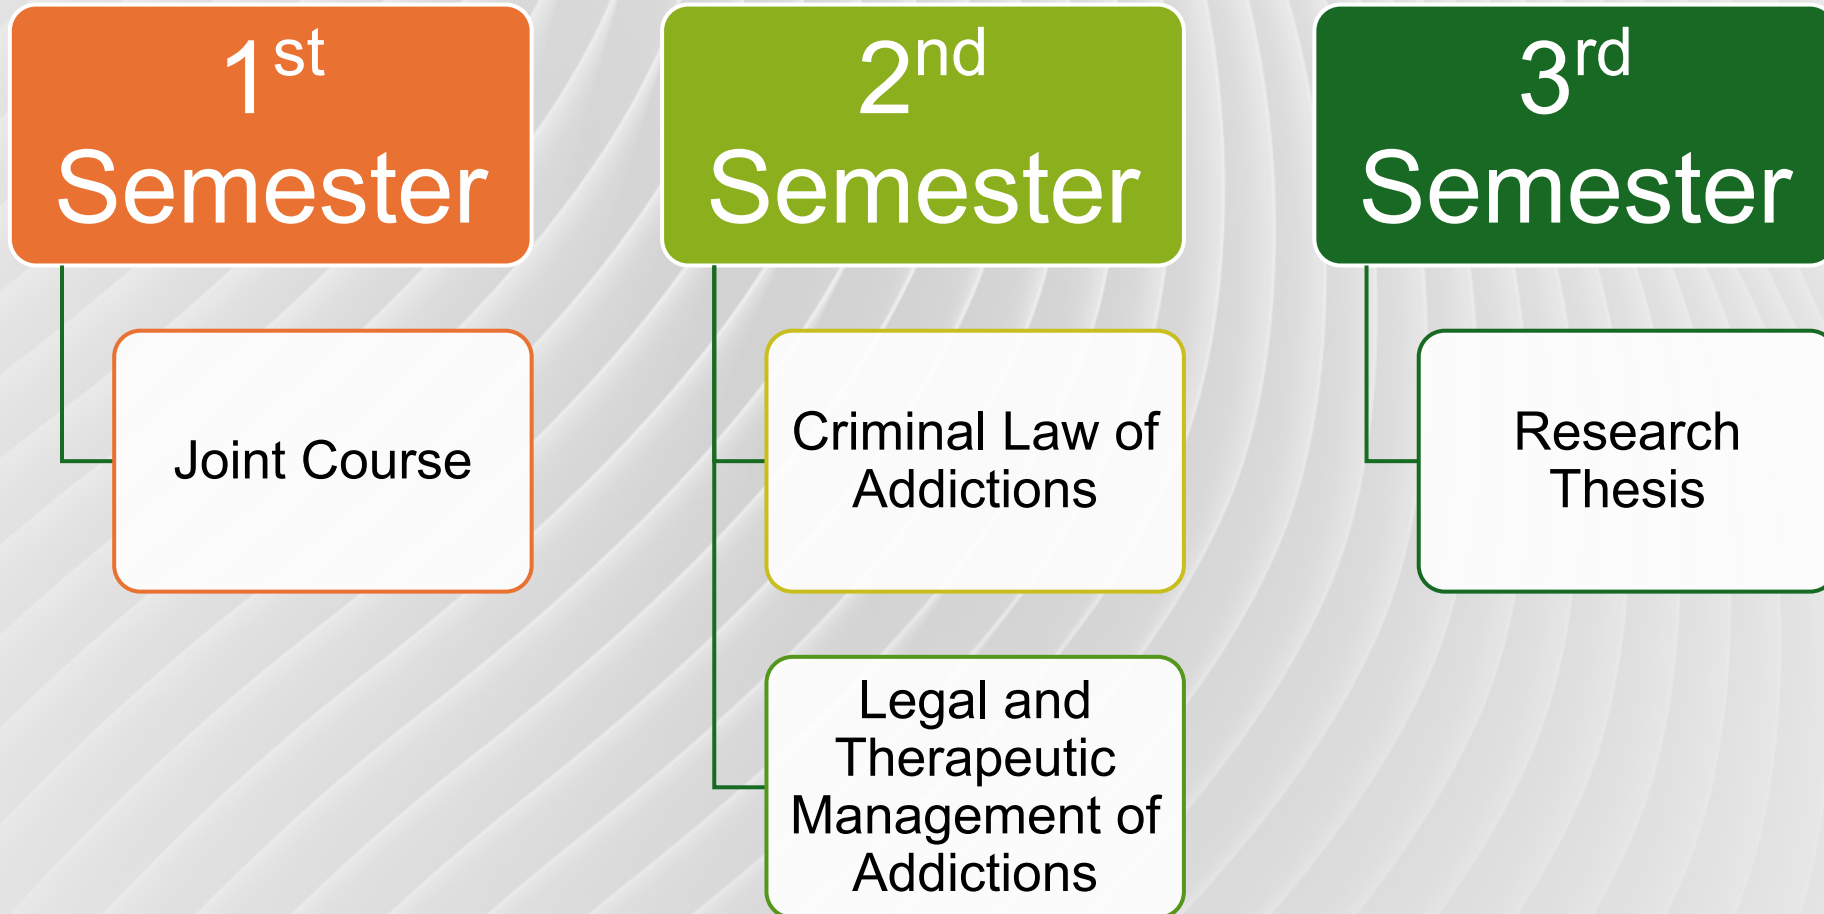 1st
Semester
Joint Course
2nd
Semester
Criminal Law of
Addictions
Legal and
Therapeutic
Management of
Addictions
3rd
Semester
Research
Thesis